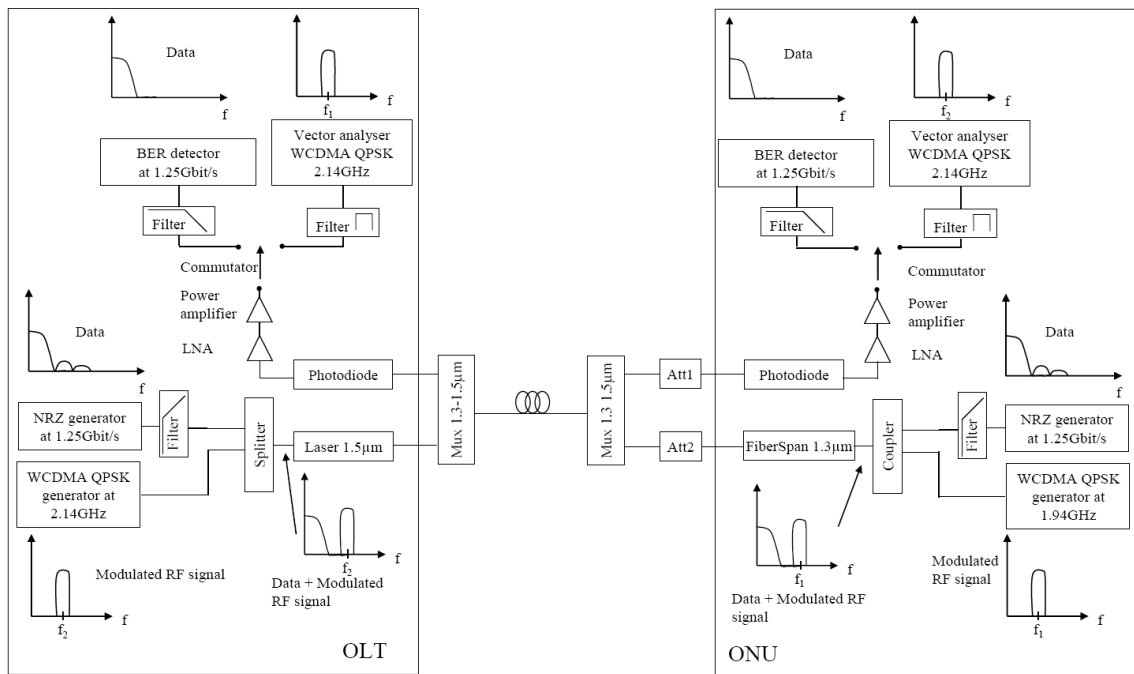 Data
f
f1
f
Vector analyser
WCDMA QPSK
2.14GHz
BER detector
at 1.25Gbit/s
Filter
Filter
Commutator
Power
amplifier
LNA
Data
f
Photodiode
NRZ generator
at 1.25Gbit/s
Filter
Splitter
Laser 1.5µm
WCDMA QPSK
generator at
2.14GHz
Modulated RF signal
f
f2
f
f2
Data + Modulated
RF signal
OLT
Mux 1.3-1.5µm
Mux 1.3 1.5µm
Att1
Att2
Data
f
f2
f
Vector analyser
WCDMA QPSK
2.14GHz
BER detector
at 1.25Gbit/s
Filter
Filter
Commutator
Power
amplifier
LNA
Data
f
Photodiode
FiberSpan 1.3µm
Coupler
Filter
NRZ generator
at 1.25Gbit/s
WCDMA QPSK
generator at
1.94GHz
f
f1
Data + Modulated RF
signal
Modulated
RF signal
f
f1
ONU